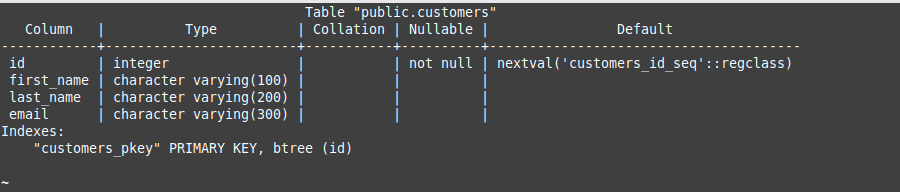 Table "public.customers"
   Column   |          Type          | Collation | Nullable |                Default                
------------+------------------------+-----------+----------+---------------------------------------
 id         | integer                |           | not null | nextval('customers_id_seq'::regclass)
 first_name | character varying(100) |           |          | 
 last_name  | character varying(200) |           |          | 
 email      | character varying(300) |           |          | 
Indexes:
    "customers_pkey" PRIMARY KEY, btree (id)

~